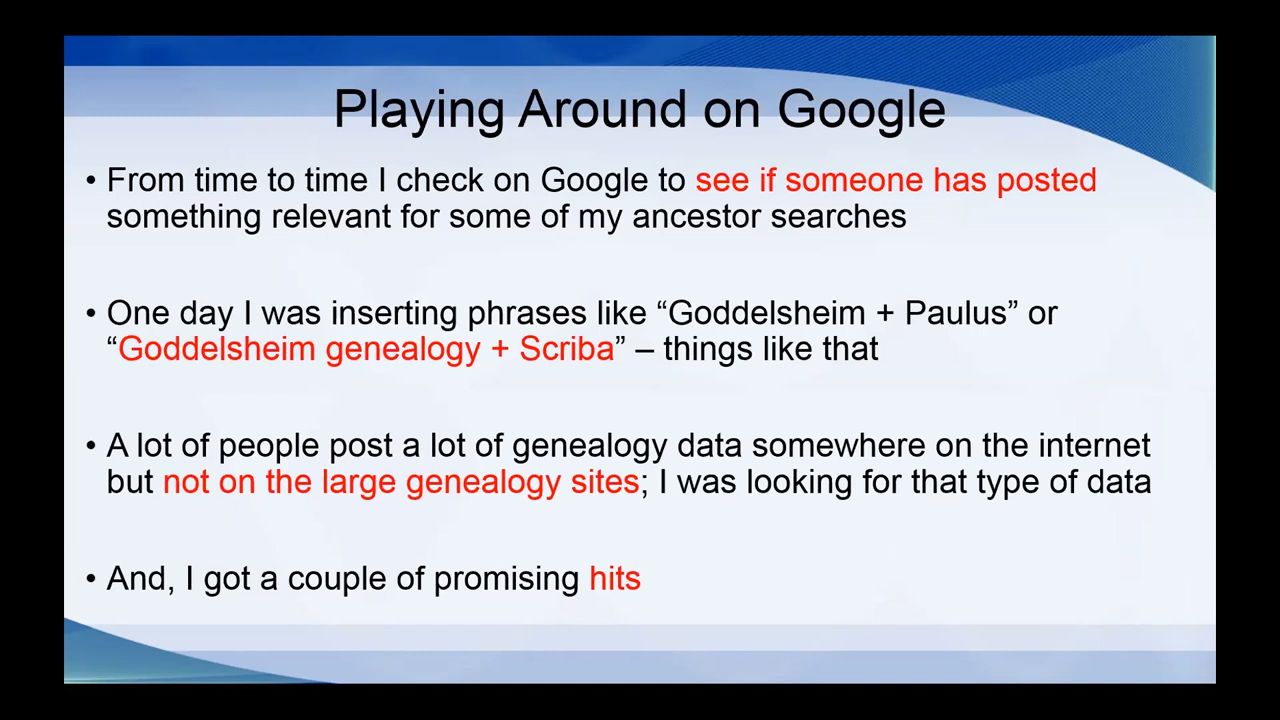 Playing Around on Google
• From time to time I check on Google to see if someone has posted
something relevant for some of my ancestor searches
• One day I was inserting phrases like “Goddelsheim + Paulus” or
“Goddelsheim genealogy + Scriba” – things like that
• A lot of people post a lot of genealogy data somewhere on the internet
but not on the large genealogy sites; I was looking for that type of data
• And, I got a couple of promising hits